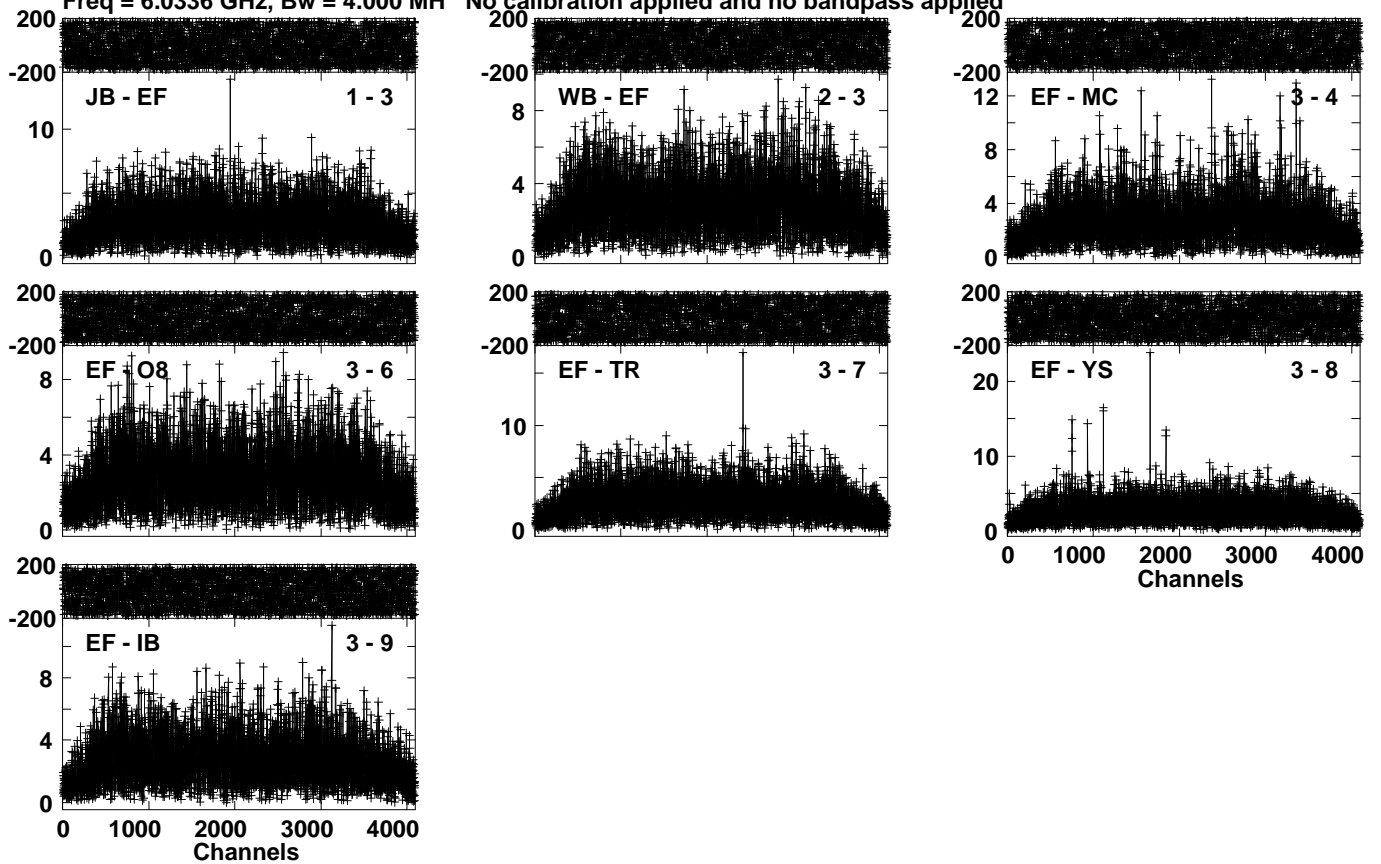 Freq = 6.0336 GHz, Bw = 4.000 MH No calibration applied and no bandpass applied
200
-200
JB - EF 1 - 3
10
0
200
-200
WB - EF 2 - 3
8
4
0
200
-200
EF - MC 3 - 4
12
8
4
0
200
-200
EF - O8 3 - 6
8
4
0
200
-200
EF - TR 3 - 7
10
0
200
-200
EF - YS 3 - 8
20
10
0
0 1000 2000 3000 4000
Channels
200
-200
EF - IB 3 - 9
8
4
0
0 1000 2000 3000 4000
Channels